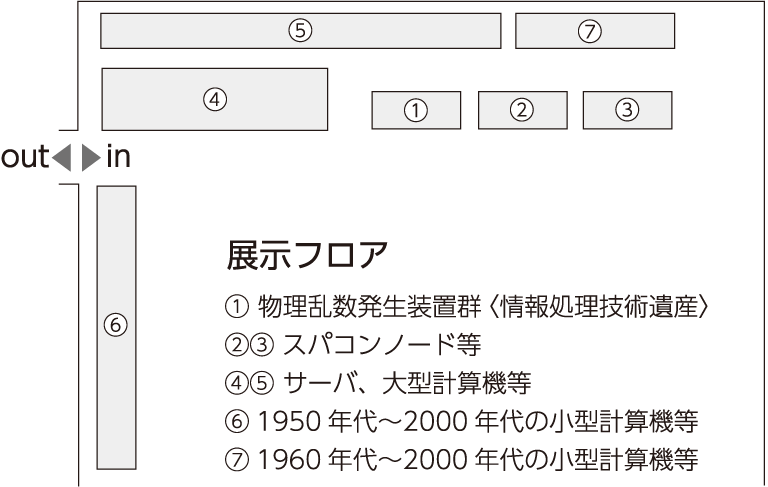 ⑤ ⑦
④ ① ② ③
out in
⑥
展示フロア
① 物理乱数発生装置群〈情報処理技術遺産〉
②③ スパコンノード等
④⑤ サーバ、大型計算機等
⑥ 1950 年代～2000 年代の小型計算機等
⑦ 1960 年代～2000 年代の小型計算機等